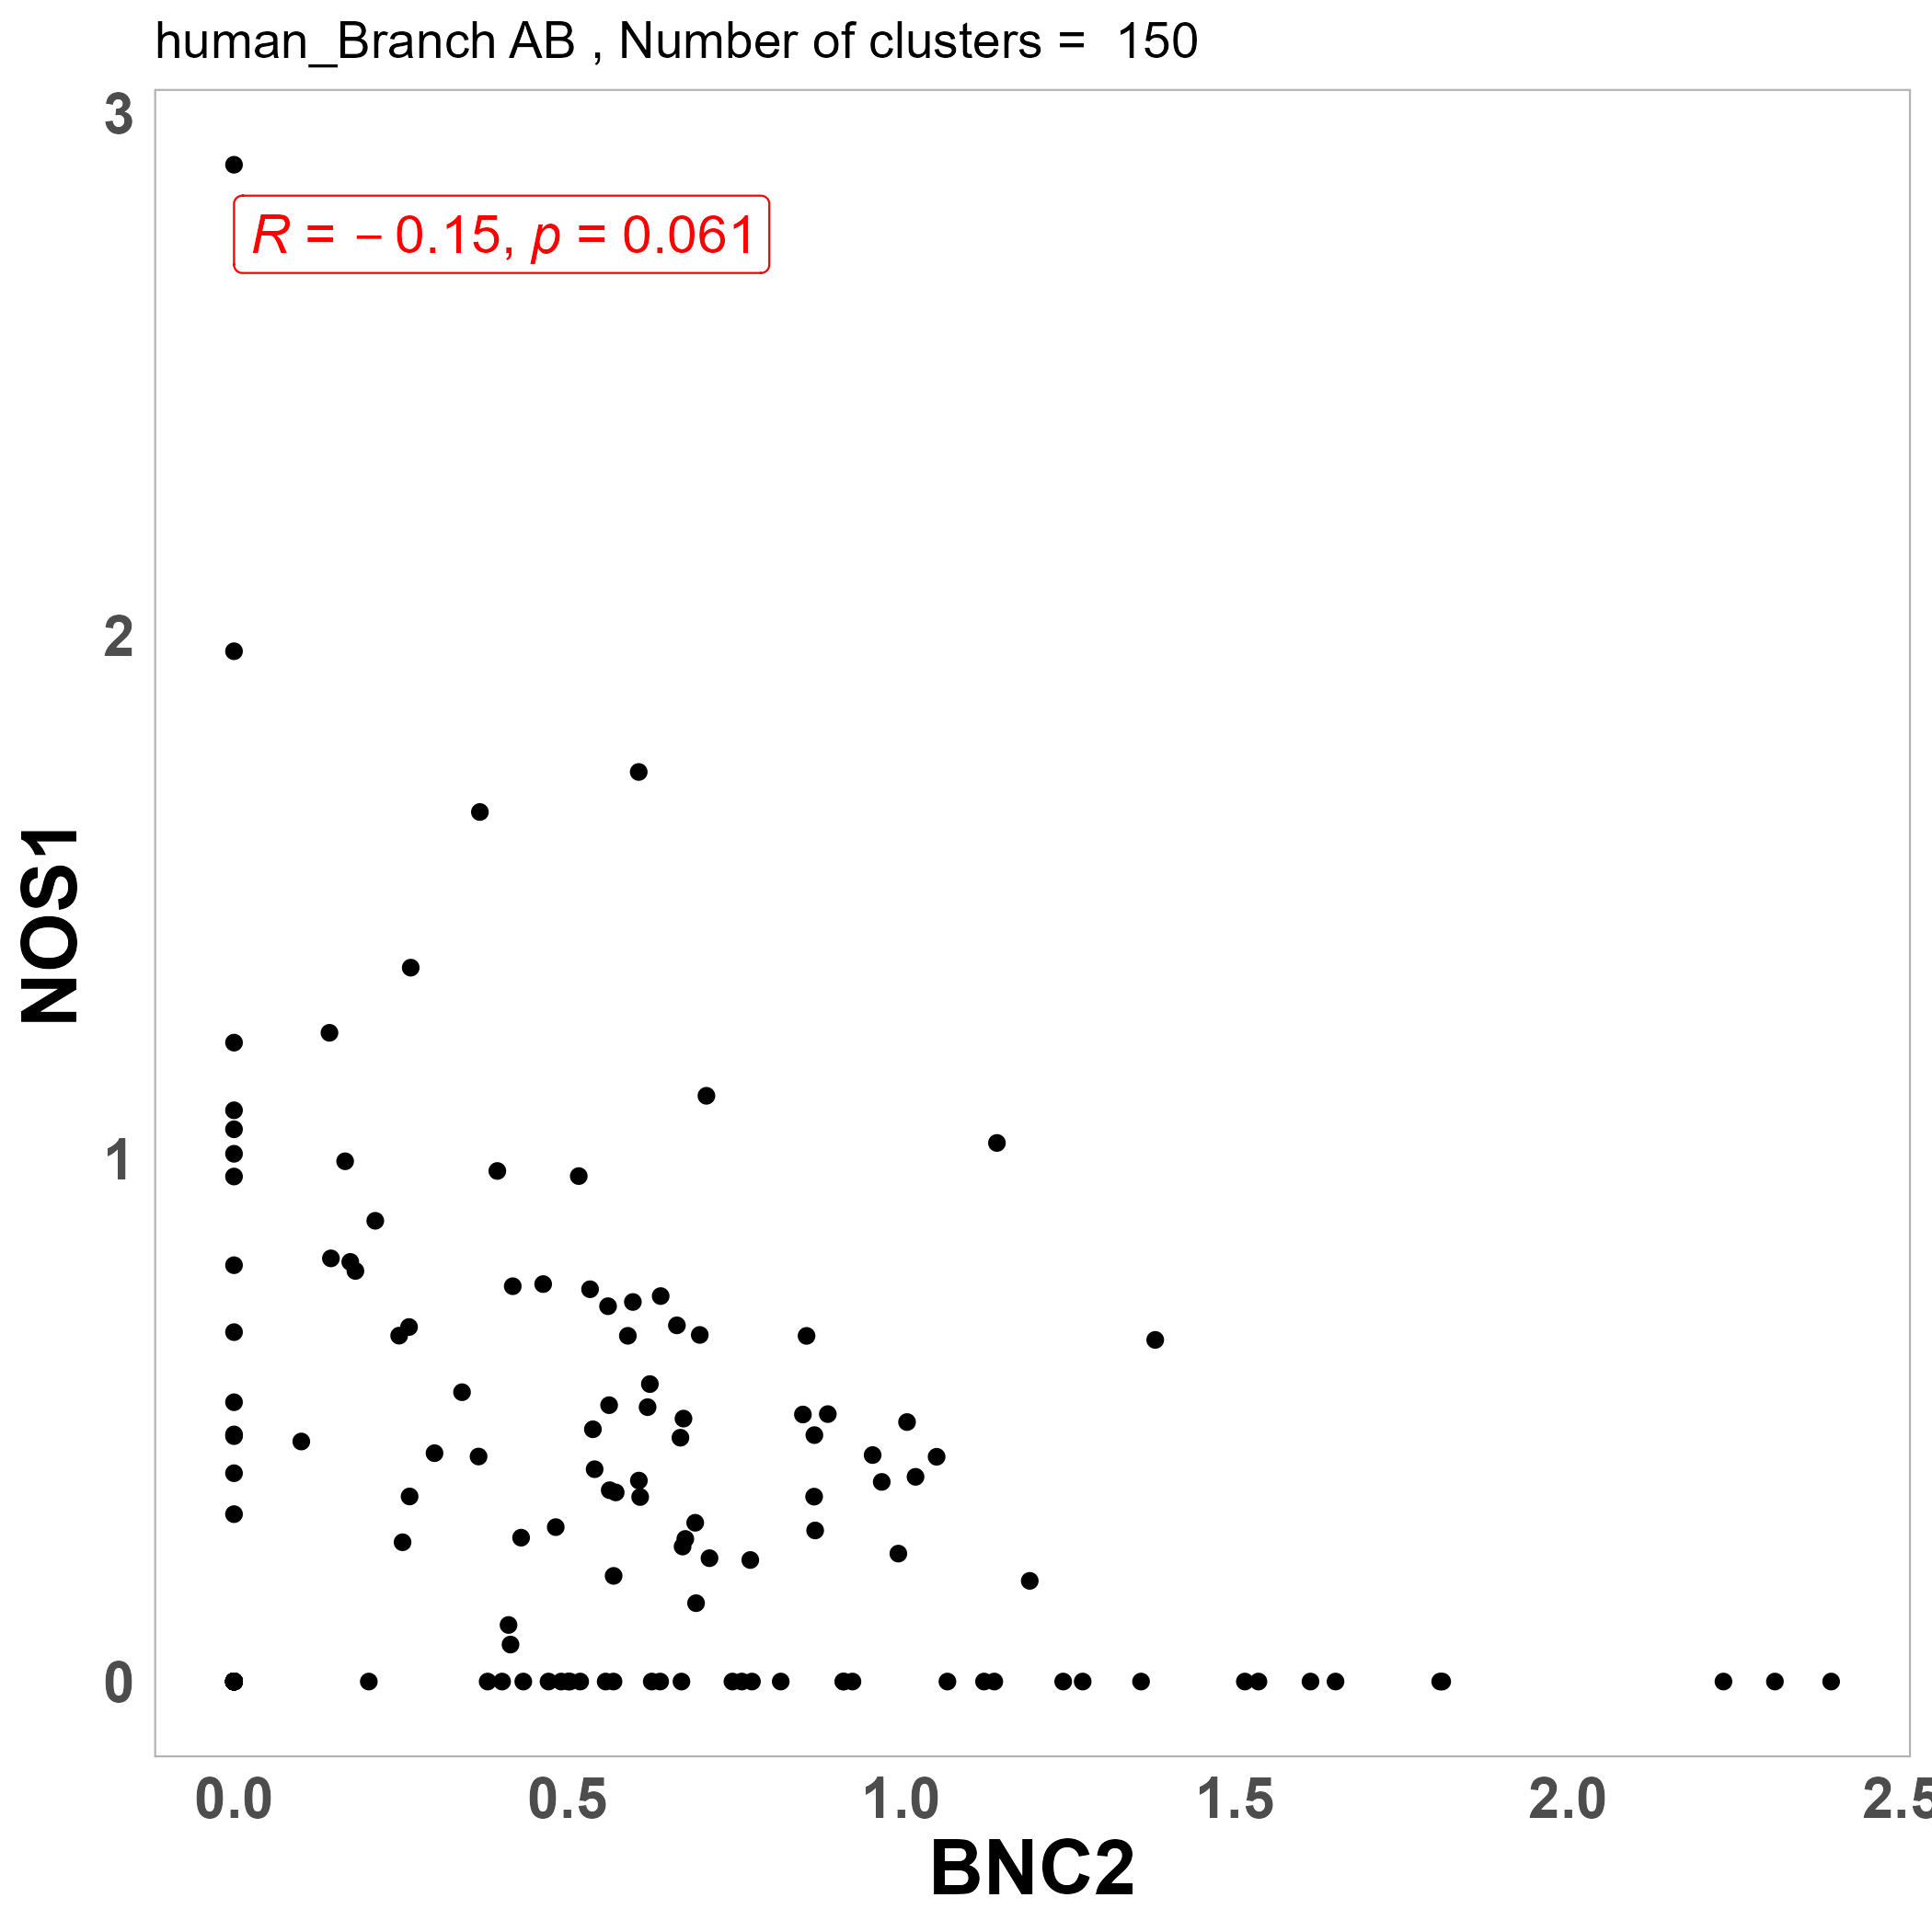 human_Branch AB , Number of clusters =  150
3
R = − 0.15, p = 0.061
2
NOS1
1
0
0.0 0.5 1.0 1.5 2.0 2.5
BNC2